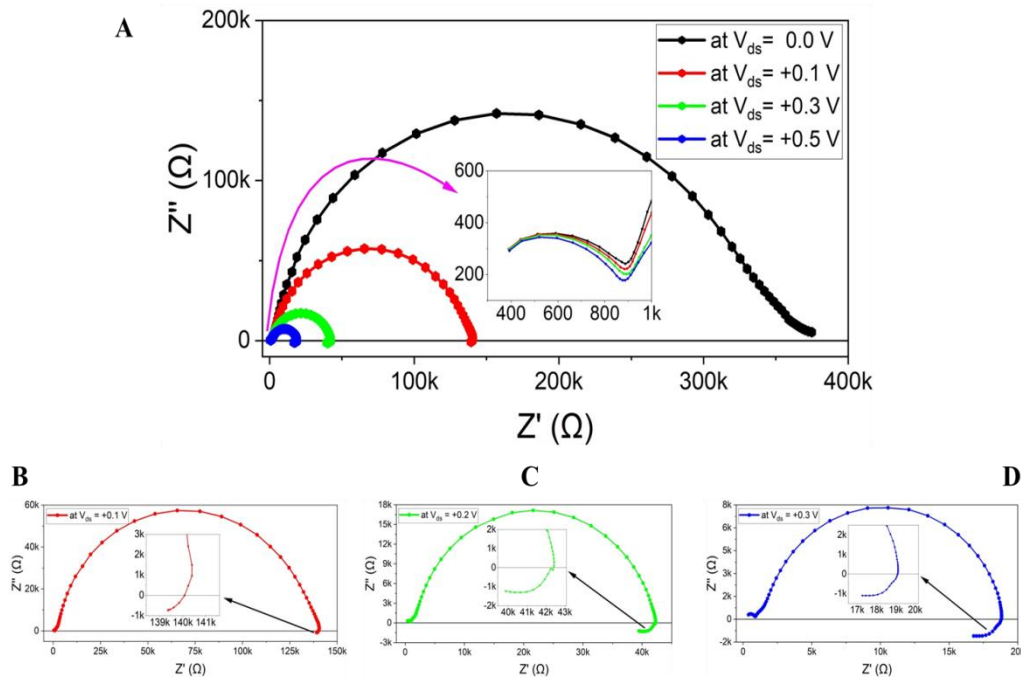 A
200k
100k
0
Z'' (Ω)
at Vds= 0.0 V
at Vds= +0.1 V
at Vds= +0.3 V
at Vds= +0.5 V
600
400
200
400 600 800 1k
0 100k 200k 300k 400k
Z' (Ω)
B
60k
40k
20k
0
Z'' (Ω)
at Vds = +0.1 V
3k
2k
1k
0
-1k
139k 140k 141k
0 25k 50k 75k 100k 125k 150k
Z' (Ω)
C
18k
15k
12k
9k
6k
3k
0
-3k
Z'' (Ω)
at Vds = +0.2 V
2k
0
-2k
40k 41k 42k 43k
0 10k 20k 30k 40k
Z' (Ω)
D
8k
6k
4k
2k
0
-2k
Z'' (Ω)
at Vds = +0.3 V
2k
1k
0
-1k
17k 18k 19k 20k
0 5k 10k 15k 20k
Z' (Ω)